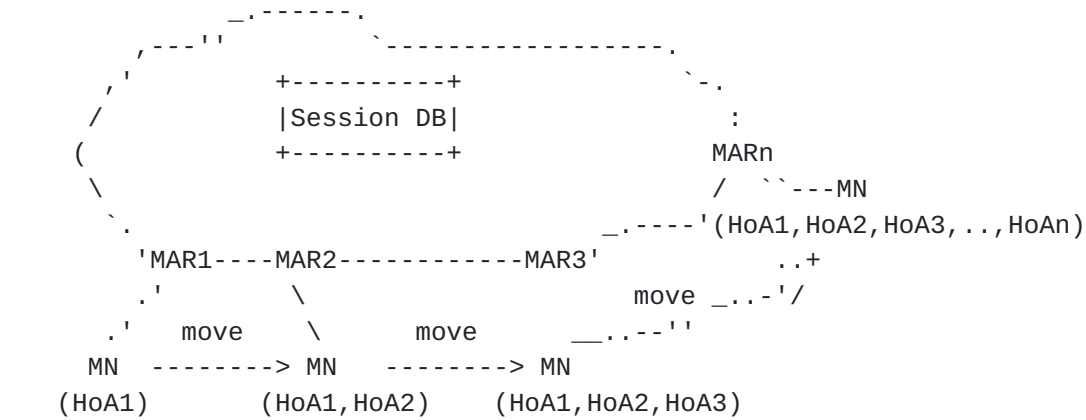 Session DB
MARn
MN
(HoA1,HoA2,HoA3,..,HoAn)
MAR1 MAR2 MAR3
move
move move
MN MN MN
(HoA1) (HoA1,HoA2) (HoA1,HoA2,HoA3)